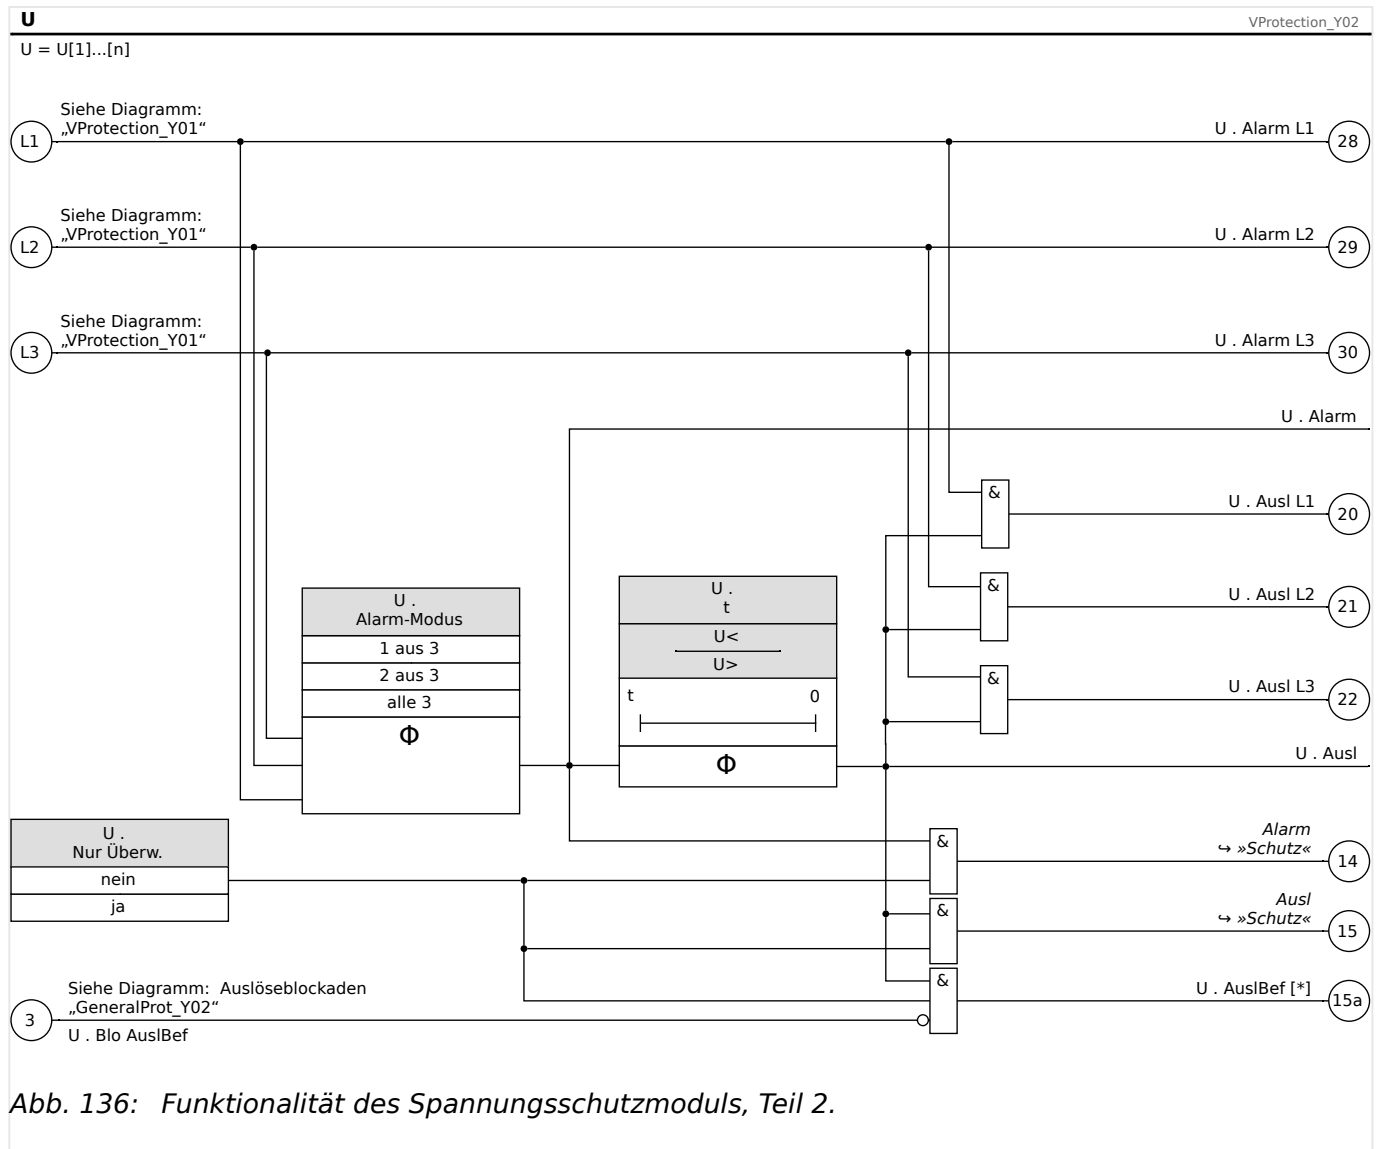 U
VProtection_Y02
U = U[1]...[n]
Siehe Diagramm:
„VProtection_Y01“
L1
U . Alarm L1
28
Siehe Diagramm:
„VProtection_Y01“
L2
U . Alarm L2
29
Siehe Diagramm:
„VProtection_Y01“
L3
U . Alarm L3
30
U . Alarm
&
U . Ausl L1
20
U .
Alarm-Modus
1 aus 3
2 aus 3
alle 3
Φ
U .
t
U<
U>
t 0
Φ
&
U . Ausl L2
21
&
U . Ausl L3
22
U . Ausl
U .
Nur Überw.
nein
ja
&
Alarm
↪ »Schutz«
14
&
Ausl
↪ »Schutz«
15
&
U . AuslBef [*]
15a
Siehe Diagramm: Auslöseblockaden
„GeneralProt_Y02“
3
U . Blo AuslBef
Abb. 136: Funktionalität des Spannungsschutzmoduls, Teil 2.